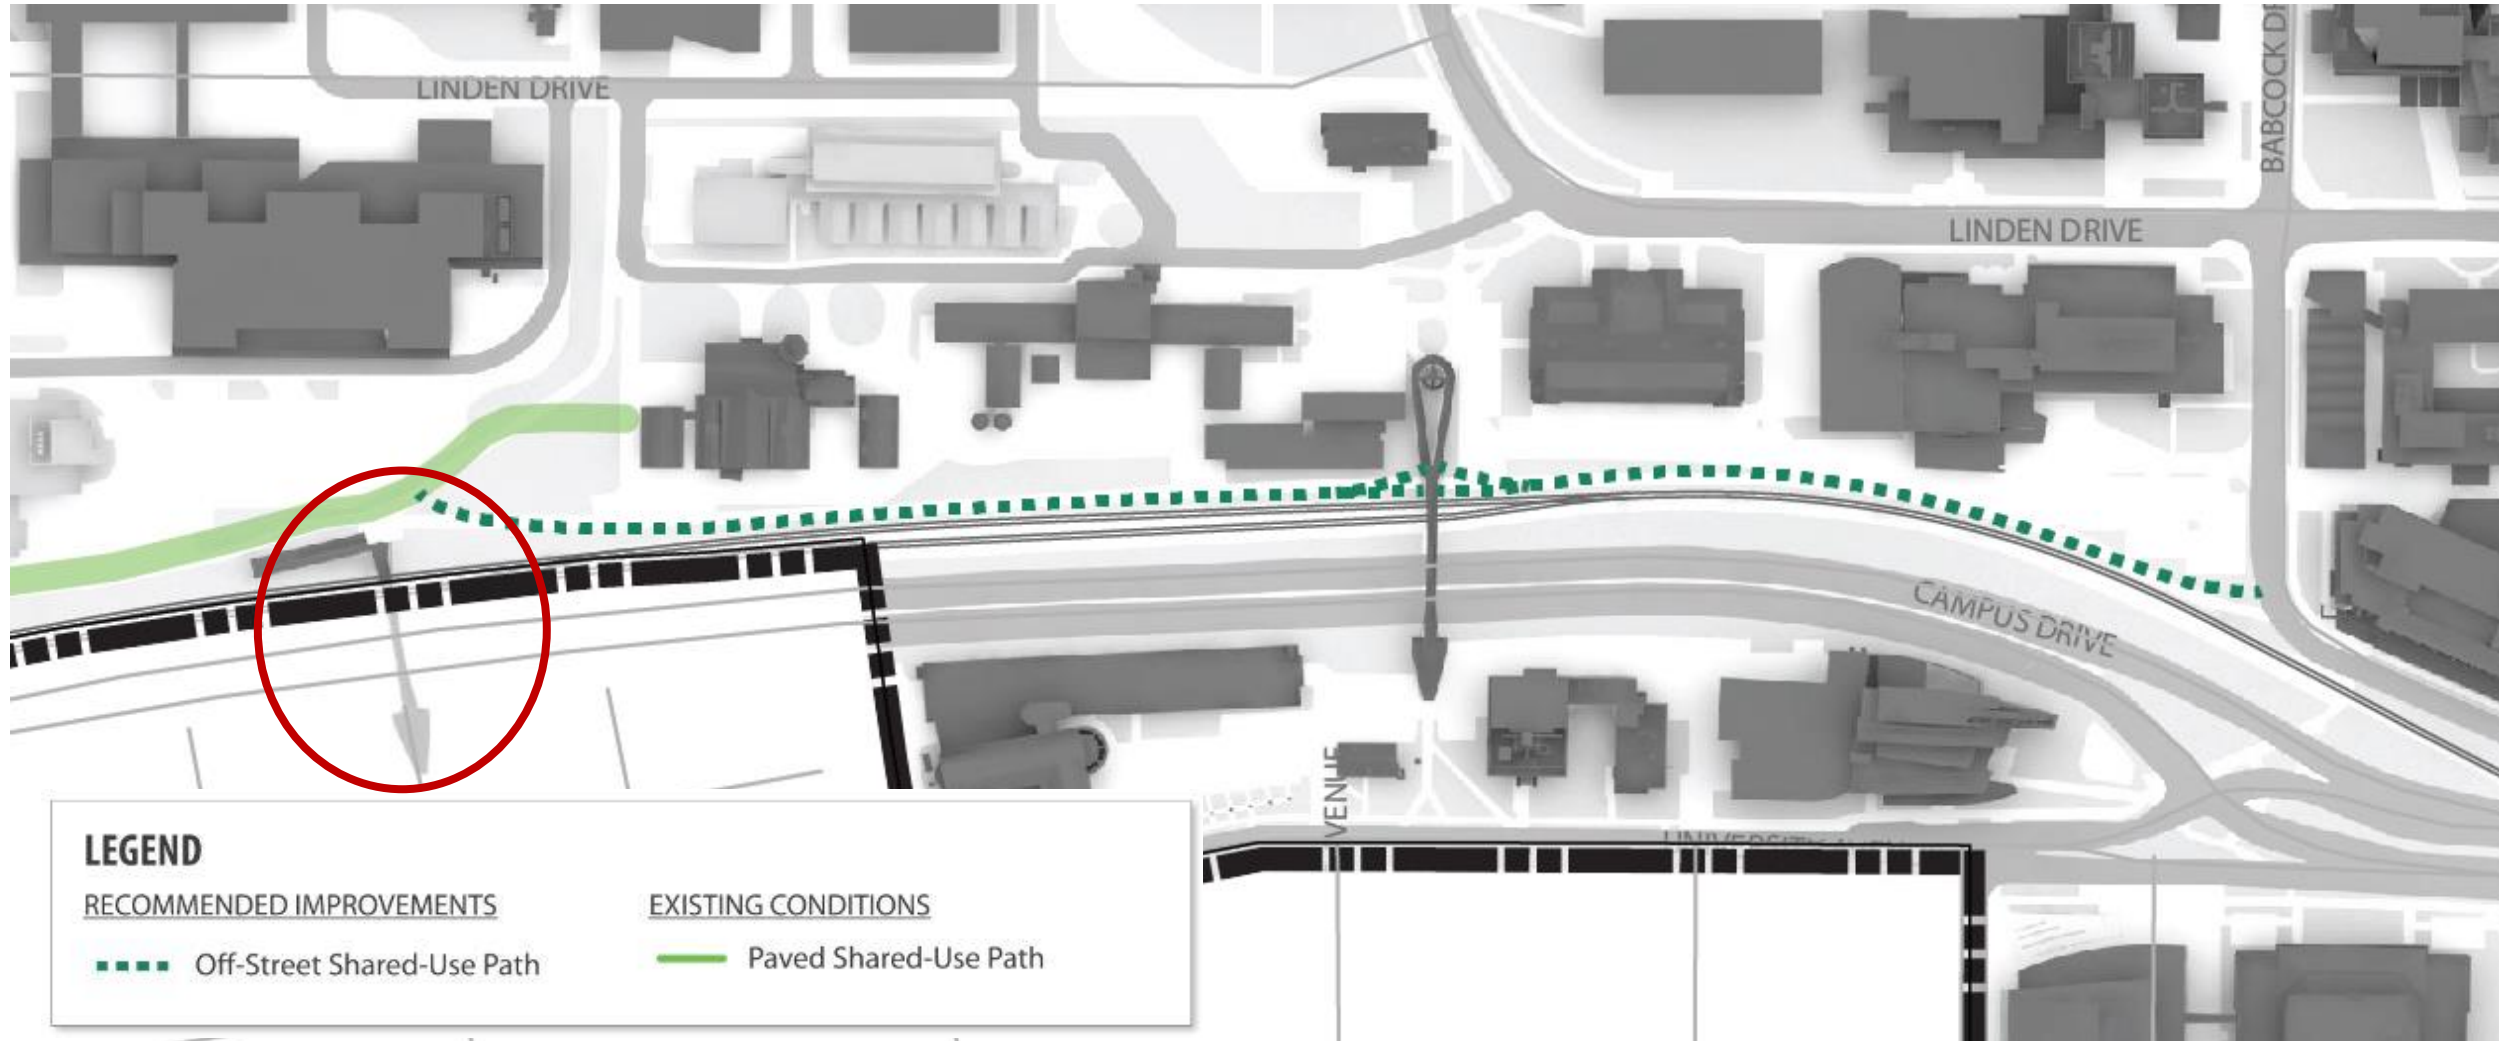 LINDEN DRIVE
BABCOCK
LINDEN DRIVE
CAMPUS DRIVE
LEGEND
RECOMMENDED IMPROVEMENTS
Off-Street Shared-Use Path
EXISTING CONDITIONS
Paved Shared-Use Path